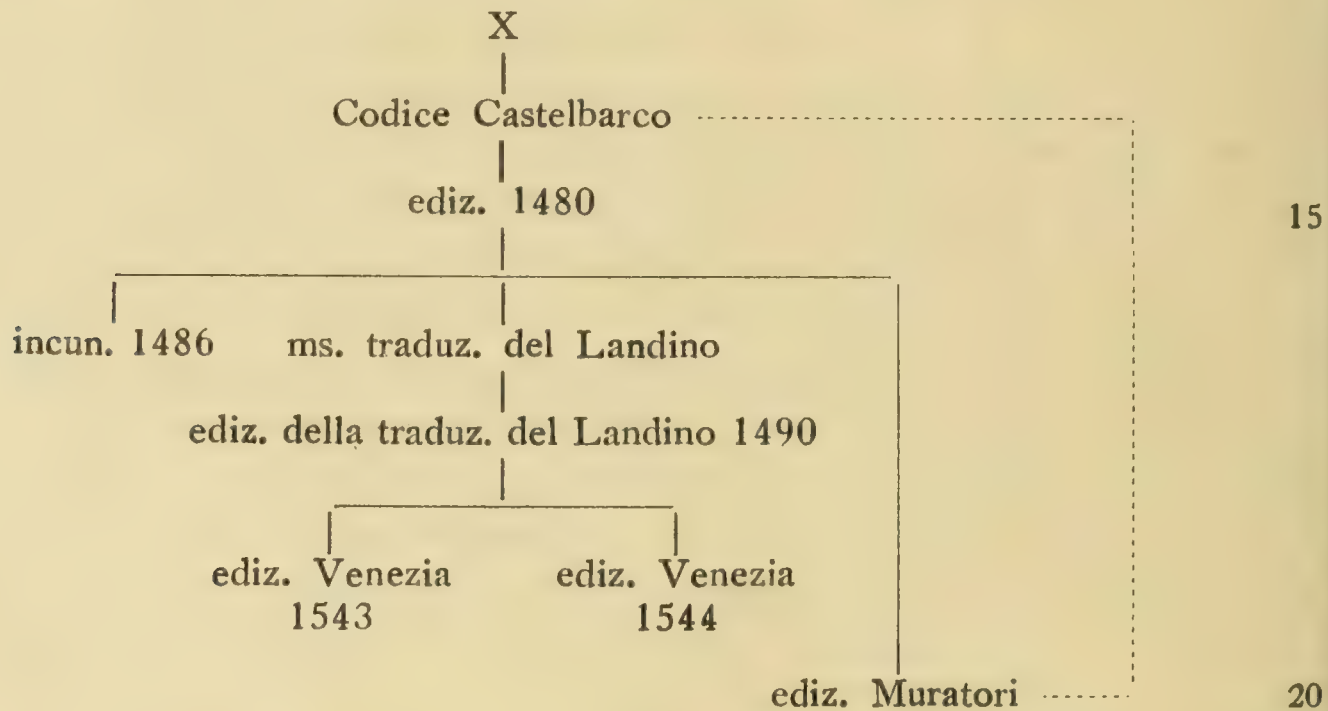 X
Codice Castelbarco
ediz. 1480
15
incun. 1486 ms. traduz. del Landino
ediz. della traduz. del Landino 1490
ediz. Venezia ediz. Venezia
1543 1544
ediz. Muratori 20